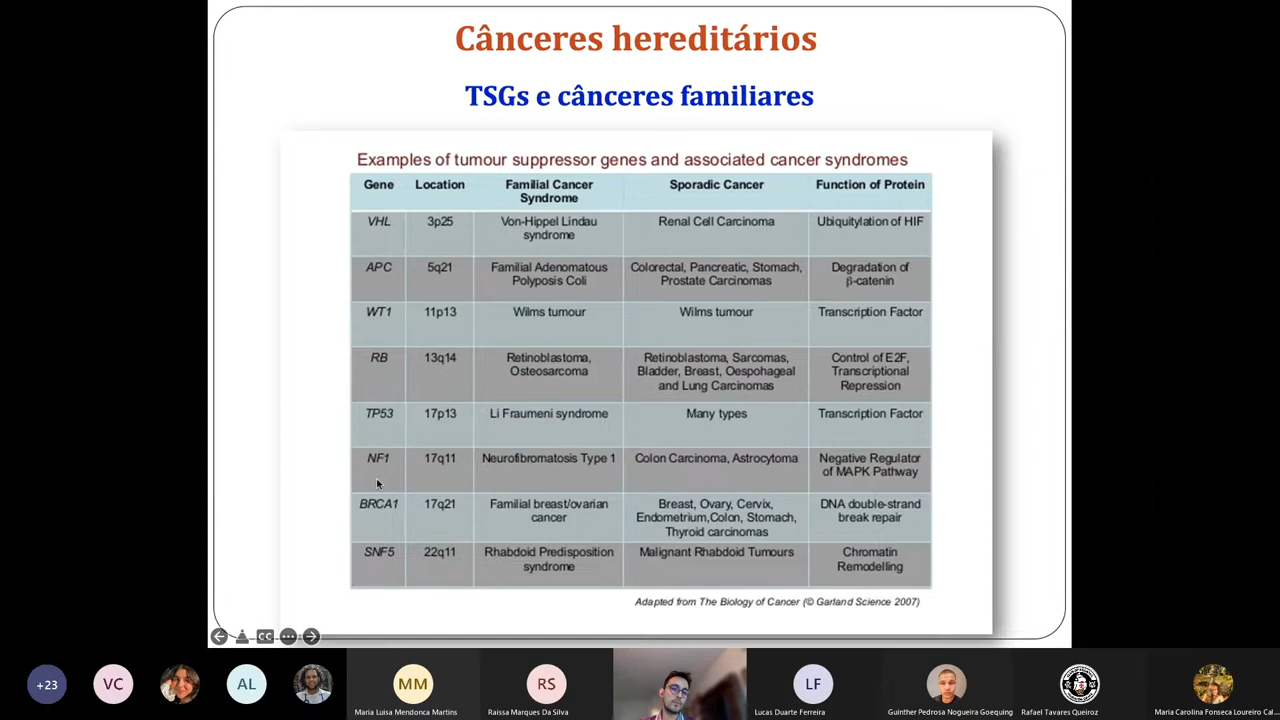 Cânceres hereditários
TSGs e cânceres familiares
Examples of tumour suppressor genes and associated cancer syndromes
Gene Location Familial Cancer Syndrome Sporadic Cancer Function of Protein
VHL 3p25 Von-Hippel Lindau syndrome Renal Cell Carcinoma Ubiquitylation of HIF
APC 5q21 Familial Adenomatous Polyposis Coli Colorectal, Pancreatic, Stomach, Prostate Carcinomas Degradation of β-catenin
WT1 11p13 Wilms tumour Wilms tumour Transcription Factor
RB 13q14 Retinoblastoma, Osteosarcoma Retinoblastoma, Sarcomas, Bladder, Breast, Oespohageal and Lung Carcinomas Control of E2F, Transcriptional Repression
TP53 17p13 Li Fraumeni syndrome Many types Transcription Factor
NF1 17q11 Neurofibromatosis Type 1 Colon Carcinoma, Astrocytoma Negative Regulator of MAPK Pathway
BRCA1 17q21 Familial breast/ovarian cancer Breast, Ovary, Cervix, Endometrium,Colon, Stomach, Thyroid carcinomas DNA double-strand break repair
SNF5 22q11 Rhabdoid Predisposition syndrome Malignant Rhabdoid Tumours Chromatin Remodelling
Adapted from The Biology of Cancer (© Garland Science 2007)
CC
+23 VC AL MM RS LF
Maria Luisa Mendonca Martins Raissa Marques Da Silva Lucas Duarte Ferreira Guinther Pedrosa Nogueira Goequing Rafael Tavares Queiroz Maria Carolina Fonseca Loureiro Cal...